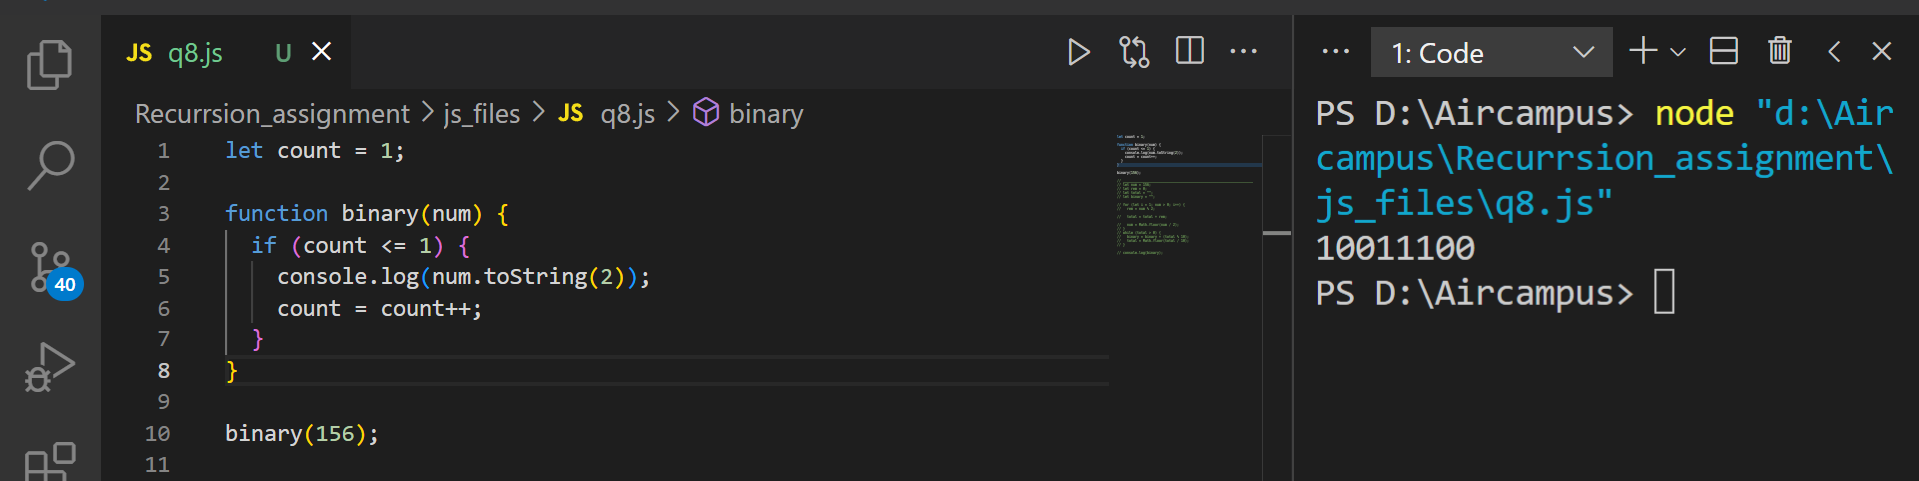 JS q8.js U
Recurrsion_assignment > js_files > JS q8.js > binary
1 let count = 1;
2
3 function binary(num) {
4 if (count <= 1) {
5 console.log(num.toString(2));
6 count = count++;
7 }
8 }
9
10 binary(156);
11
40
1: Code
PS D:\Aircampus> node "d:\Air
campus\Recurrsion_assignment\
js_files\q8.js"
10011100
PS D:\Aircampus>